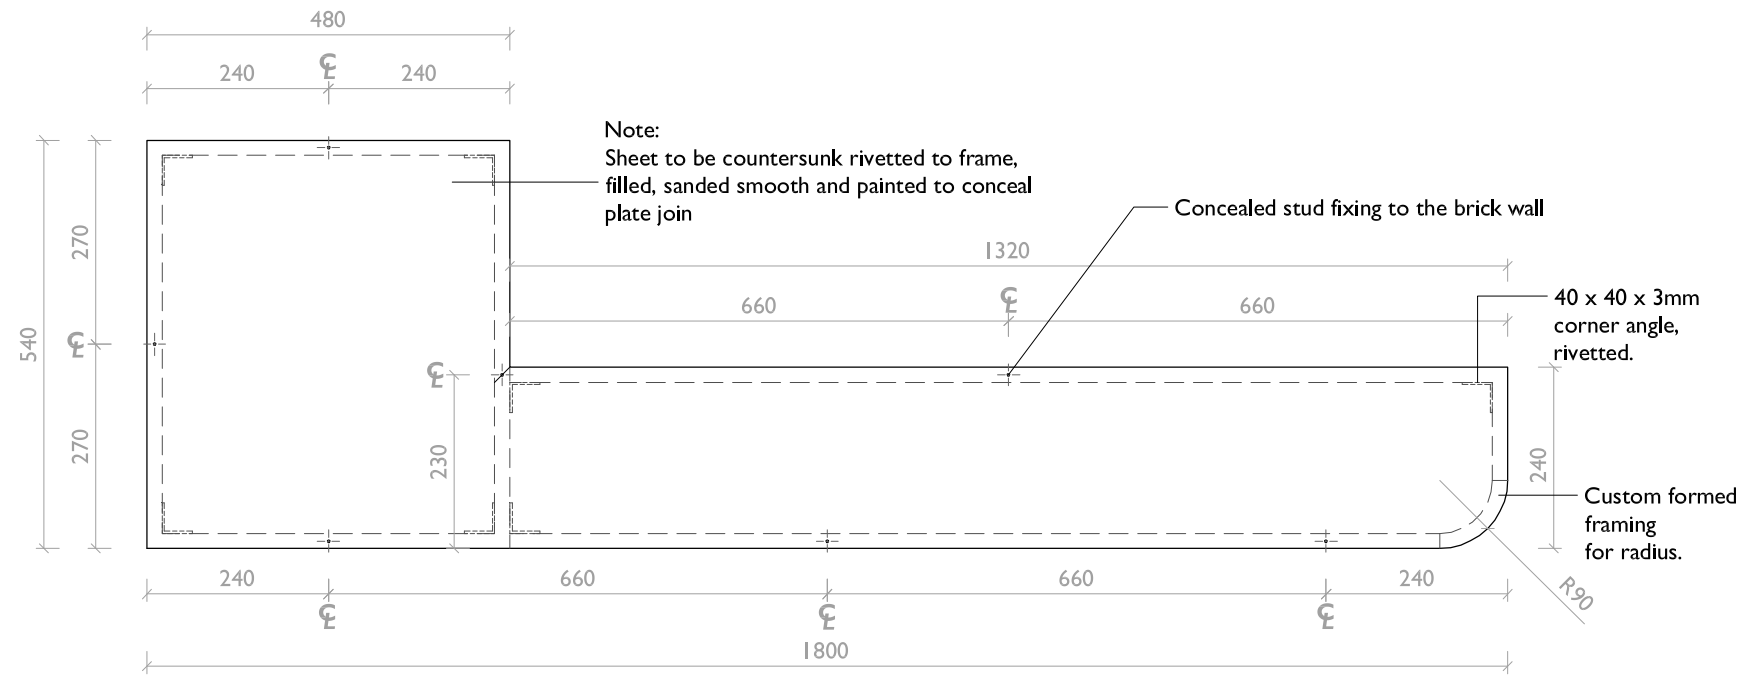 480
℄
240
240
Note:
Sheet to be countersunk rivetted to frame,
filled, sanded smooth and painted to conceal
plate join
Concealed stud fixing to the brick wall
270
1320
℄
660
660
40 x 40 x 3mm
corner angle,
rivetted.
540
℄
℄
270
230
240
Custom formed
framing
for radius.
R90
240
660
660
240
℄
℄
℄
1800